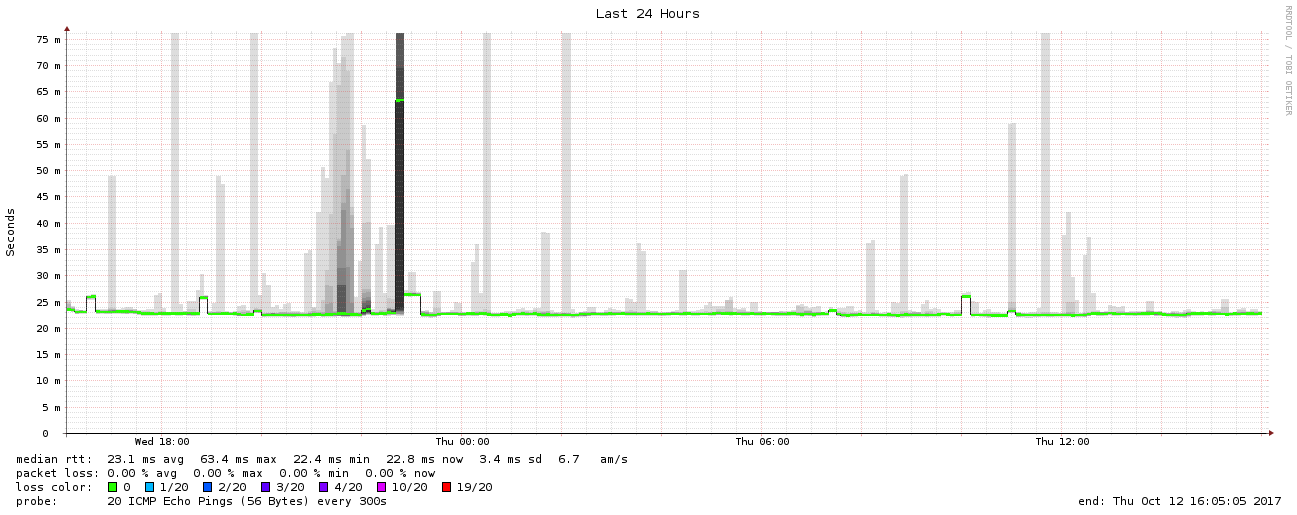 Last 24 Hours
RRDTOOL / TOBI OETIKER
Seconds
75 m
70 m
65 m
60 m
55 m
50 m
45 m
40 m
35 m
30 m
25 m
20 m
15 m
10 m
5 m
0
Wed 18:00 Thu 00:00 Thu 06:00 Thu 12:00
median rtt: 23.1 ms avg 63.4 ms max 22.4 ms min 22.8 ms now 3.4 ms sd 6.7 am/s
packet loss: 0.00 % avg 0.00 % max 0.00 % min 0.00 % now
loss color: 0 1/20 2/20 3/20 4/20 10/20 19/20
probe: 20 ICMP Echo Pings (56 Bytes) every 300s end: Thu Oct 12 16:05:05 2017